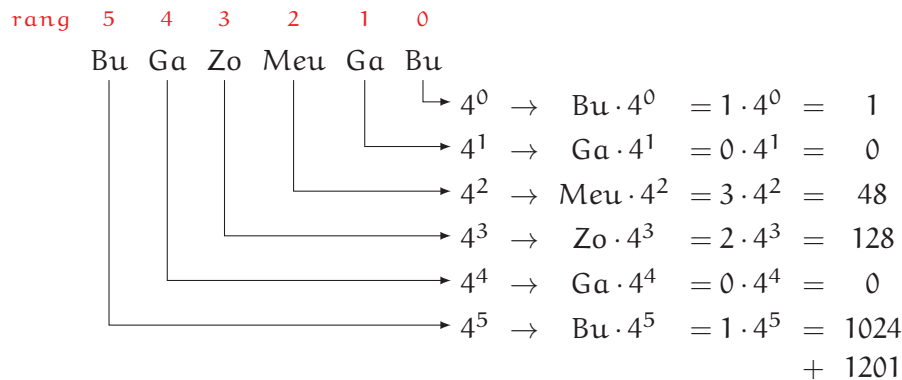 rang 5 4 3 2 1 0
Bu Ga Zo Meu Ga Bu
4⁰ → Bu · 4⁰ = 1 · 4⁰ = 1
4¹ → Ga · 4¹ = 0 · 4¹ = 0
4² → Meu · 4² = 3 · 4² = 48
4³ → Zo · 4³ = 2 · 4³ = 128
4⁴ → Ga · 4⁴ = 0 · 4⁴ = 0
4⁵ → Bu · 4⁵ = 1 · 4⁵ = 1024
+ 1201